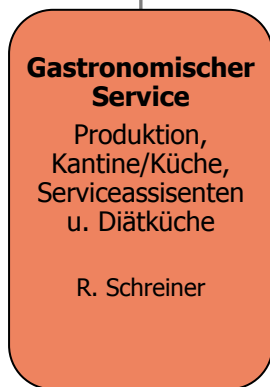 Gastronomischer
Service
Produktion,
Kantine/Küche,
Serviceassisenten
u. Diätküche
R. Schreiner